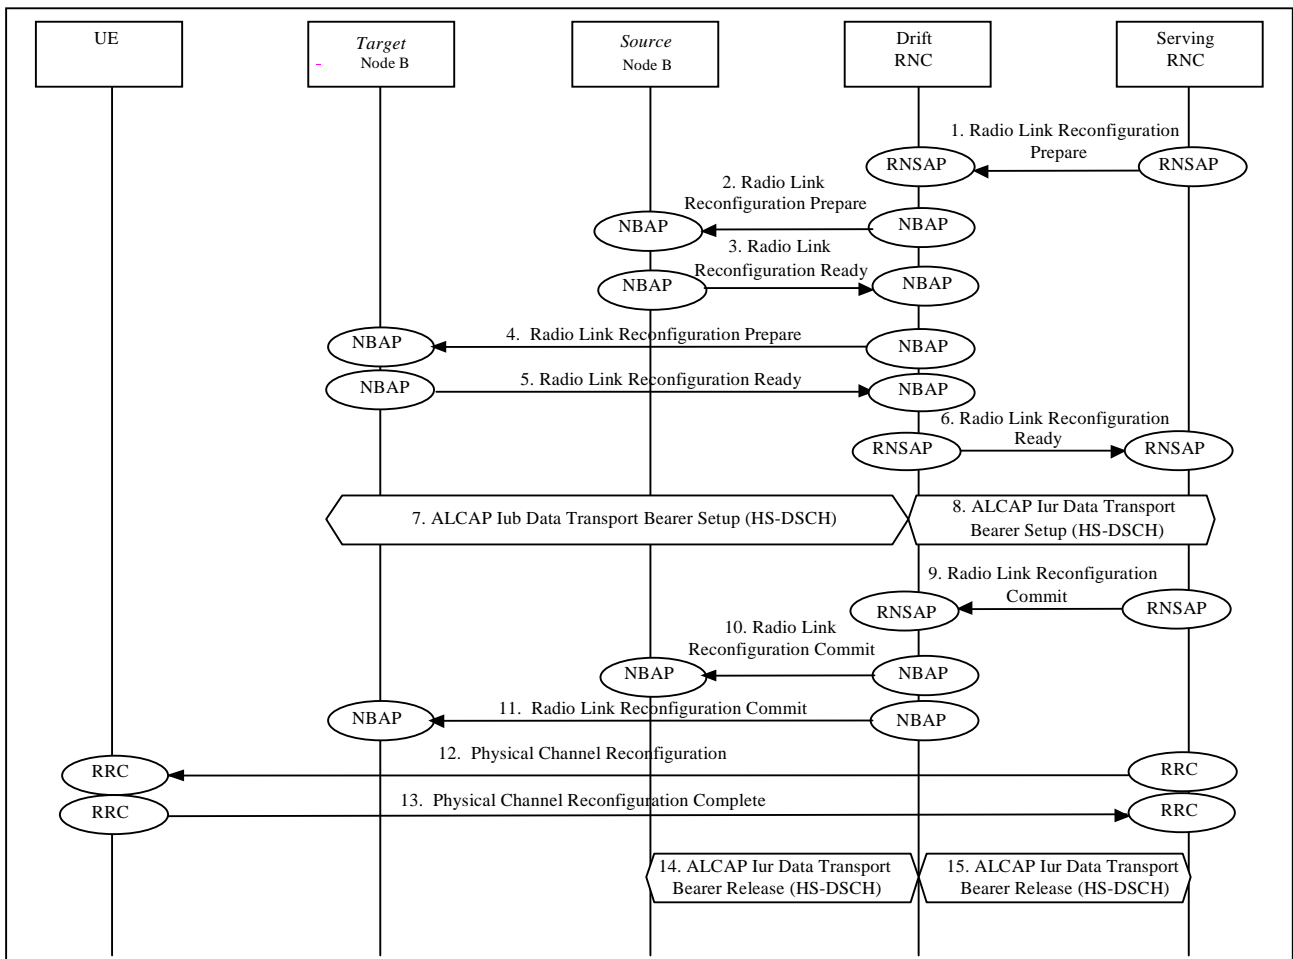 UE
Target
Node B
Source
Node B
Drift
RNC
Serving
RNC
1. Radio Link Reconfiguration
Prepare
RNSAP
RNSAP
2. Radio Link
Reconfiguration Prepare
NBAP
NBAP
3. Radio Link
Reconfiguration Ready
NBAP
NBAP
4. Radio Link Reconfiguration Prepare
NBAP
NBAP
5. Radio Link Reconfiguration Ready
NBAP
NBAP
6. Radio Link Reconfiguration
Ready
RNSAP
RNSAP
7. ALCAP Iub Data Transport Bearer Setup (HS-DSCH)
8. ALCAP Iur Data Transport
Bearer Setup (HS-DSCH)
9. Radio Link Reconfiguration
Commit
RNSAP
RNSAP
10. Radio Link
Reconfiguration Commit
NBAP
NBAP
11. Radio Link Reconfiguration Commit
NBAP
NBAP
12. Physical Channel Reconfiguration
RRC
RRC
13. Physical Channel Reconfiguration Complete
RRC
RRC
14. ALCAP Iur Data Transport
Bearer Release (HS-DSCH)
15. ALCAP Iur Data Transport
Bearer Release (HS-DSCH)